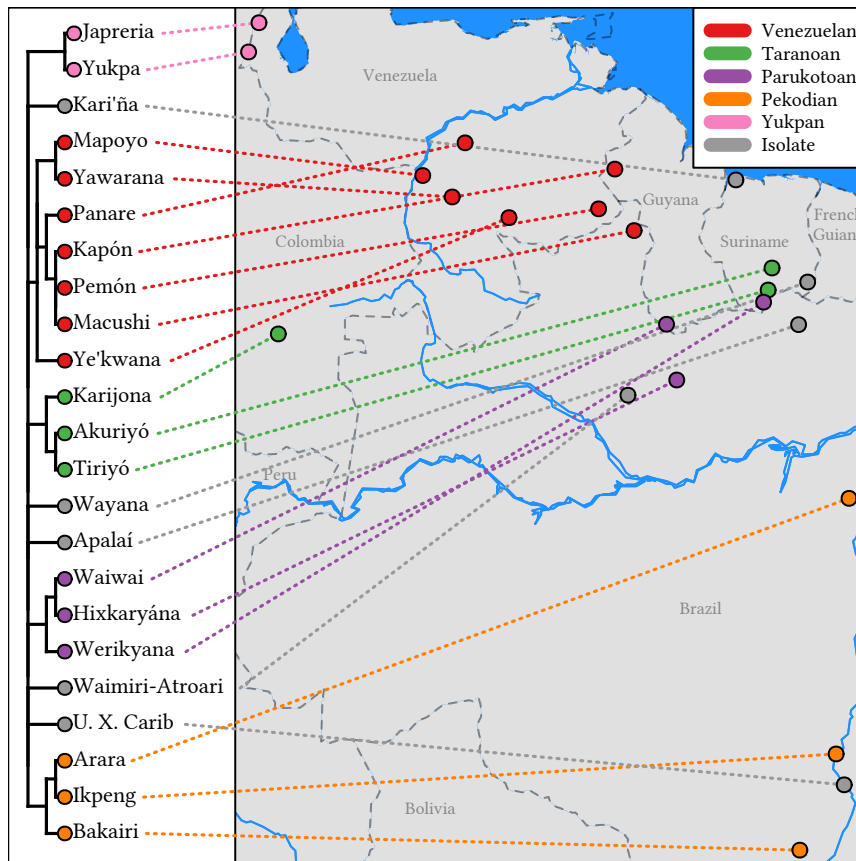 Japreria
Yukpa
Kari'ña
Mapoyo
Yawarana
Panare
Kapón
Pemón
Macushi
Ye'kwana
Karijona
Akuriyó
Tiriyó
Wayana
Apalaí
Waiwai
Hixkaryána
Werikyana
Waimiri-Atroari
U. X. Carib
Arara
Ikpeng
Bakairi
Venezuela
Guyana
Colombia
Suriname
French
Guian
Peru
Brazil
Bolivia
Venezuelan
Taranoan
Parukotoan
Pekodian
Yukpan
Isolate